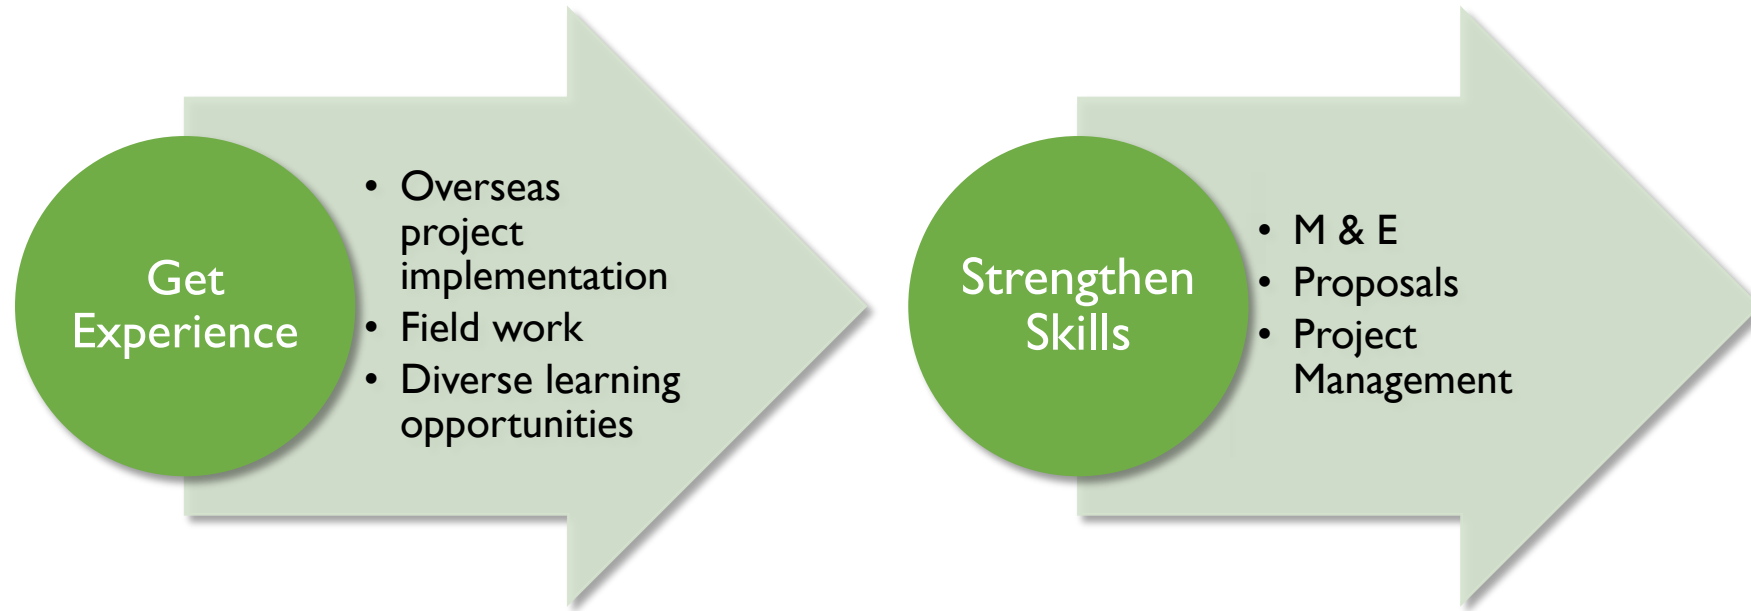 Get
Experience
• Overseas
project
implementation
• Field work
• Diverse learning
opportunities
Strengthen
Skills
• M & E
• Proposals
• Project
Management